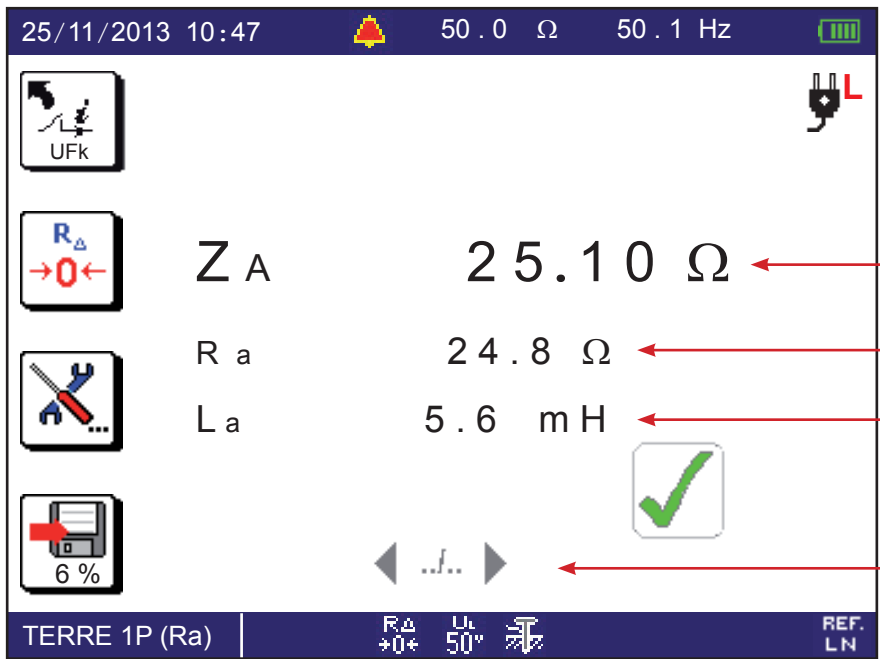 25/11/2013 10:47 50.0 Ω 50.1 Hz
L
UFk
RΔ
→0←
ZA 25.10 Ω
Ra 24.8 Ω
La 5.6 mH
...
../..
6 %
TERRE 1P (Ra)
RΔ
→0←
UL
50V
REF.
LN